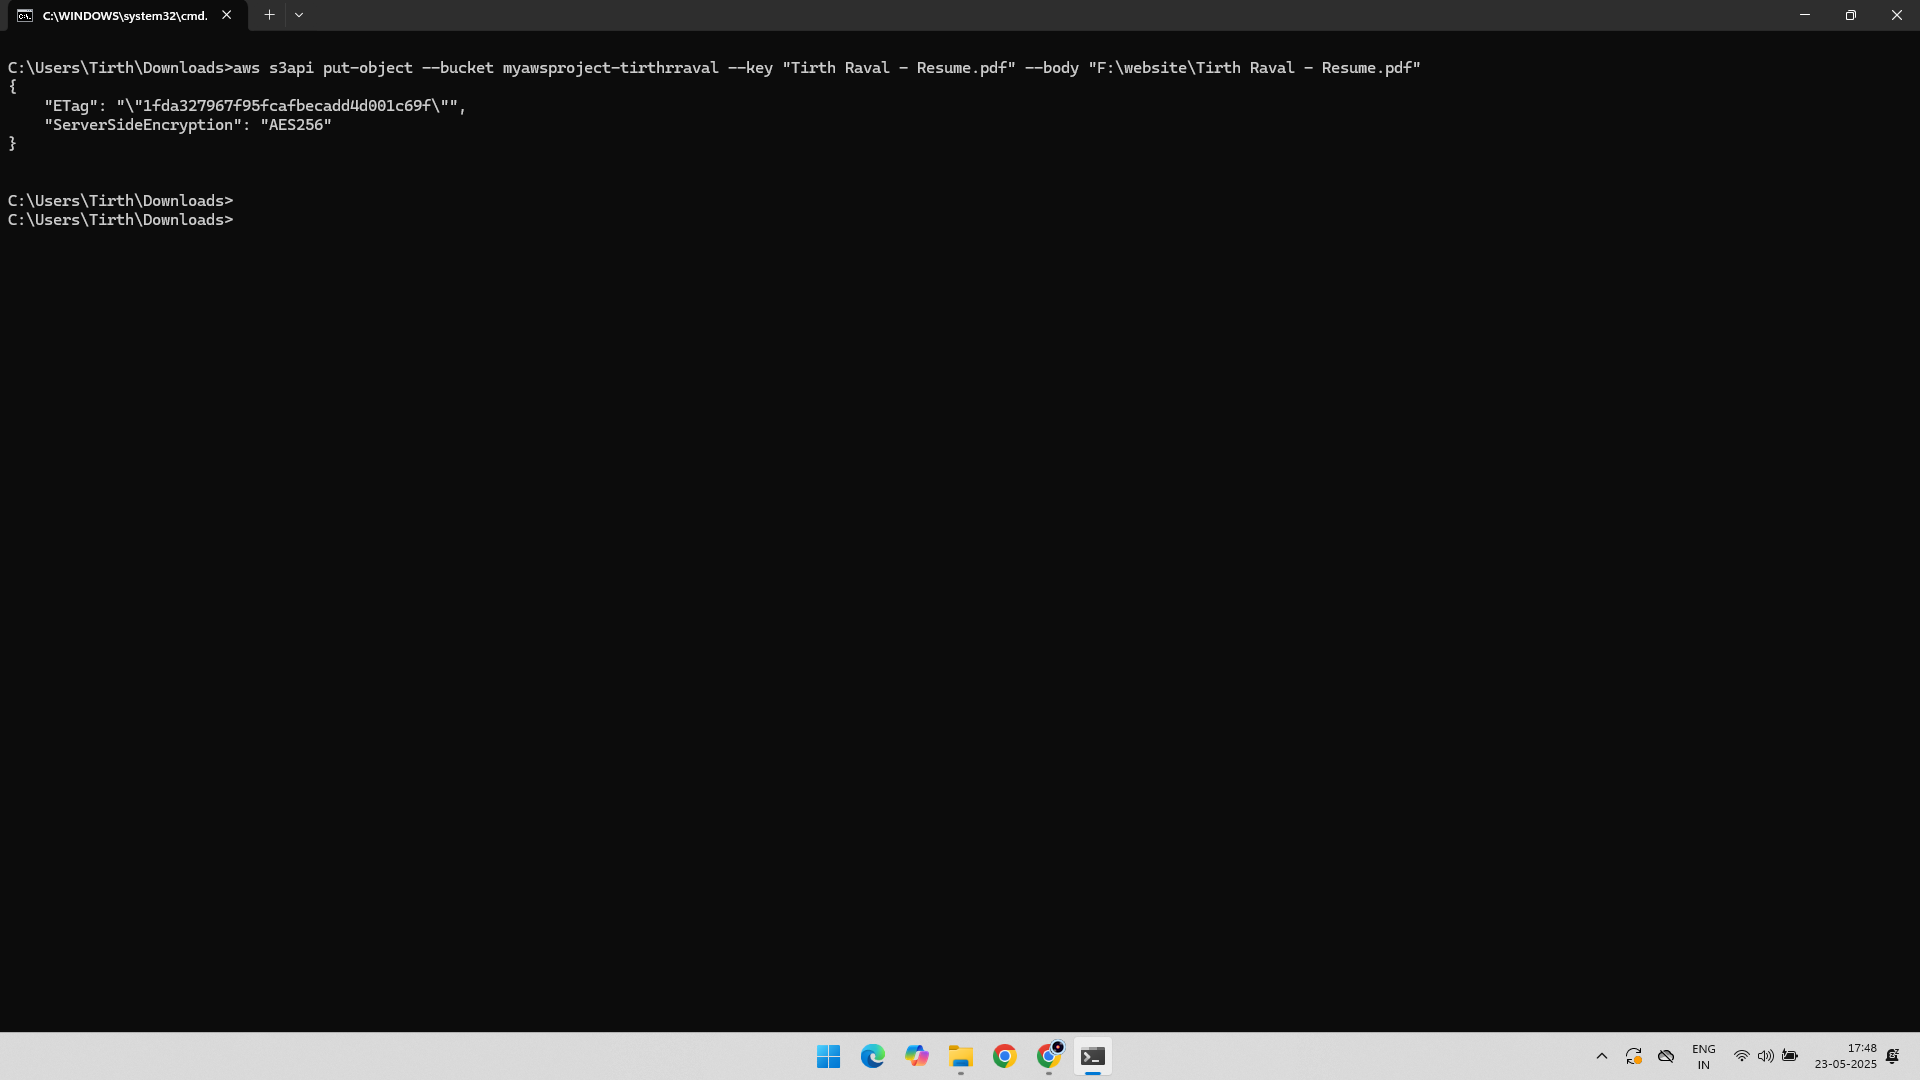 C:\WINDOWS\system32\cmd.
C:\Users\Tirth\Downloads>aws s3api put-object --bucket myawsproject-tirthrraval --key "Tirth Raval - Resume.pdf" --body "F:\website\Tirth Raval - Resume.pdf"
{
    "ETag": "\"1fda327967f95fcafbecadd4d001c69f\"",
    "ServerSideEncryption": "AES256"
}
C:\Users\Tirth\Downloads>
C:\Users\Tirth\Downloads>
ENG
IN
17:48
23-05-2025